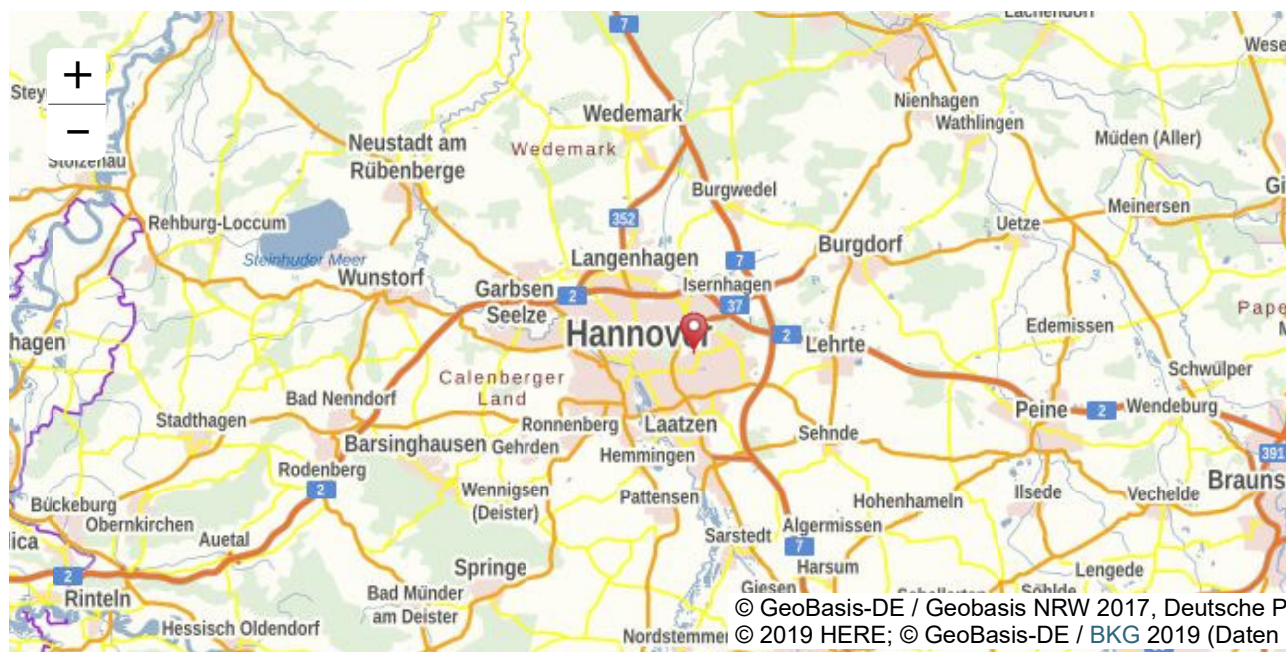 7
Lachendorf
+
Wese
Stey
Nienhagen
Wedemark
Wathlingen
−
Neustadt am
Rübenberge
Wedemark
Müden (Aller)
Stolzenau
Burgwedel
Gi
Meinersen
352
Rehburg-Loccum
Uetze
Burgdorf
Steinhuder Meer
Langenhagen
7
Wunstorf
Garbsen
2
Isernhagen
37
Pape
Seelze
Hannover
2
Lehrte
Edemissen
M
hagen
Calenberger
Land
Schwülper
Bad Nenndorf
Stadthagen
Ronnenberg
Laatzen
Peine
2
Wendeburg
Barsinghausen
Gehrden
Sehnde
Hemmingen
391
Rodenberg
2
Wennigsen
(Deister)
Pattensen
Hohenhameln
Ilsede
Vechelde
Brauns
Bückeburg
Obernkirchen
Algermissen
lica
Auetal
Sarstedt
7
Harsum
2
Springe
Lengede
Rinteln
Bad Münder
am Deister
Giesen
Söhlde
Hessisch Oldendorf
Nordstemmen
© GeoBasis-DE / Geobasis NRW 2017, Deutsche P
© 2019 HERE; © GeoBasis-DE / BKG 2019 (Daten